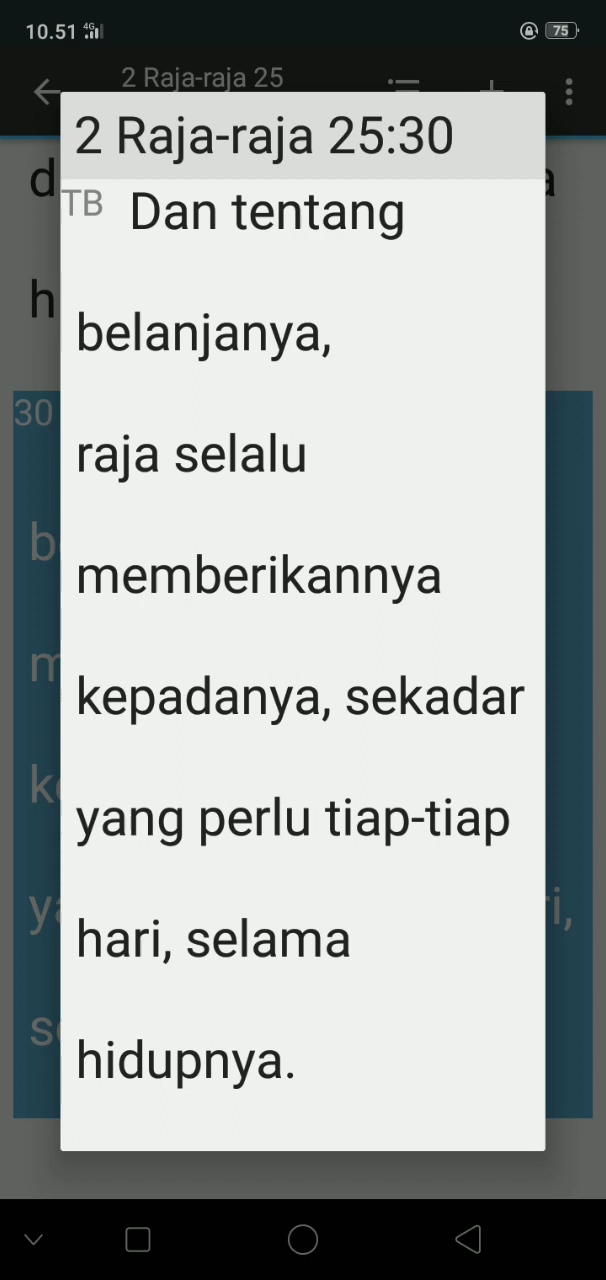 10.51 4G 75
2 Raja-raja 25
2 Raja-raja 25:30
TB Dan tentang
belanjanya,
raja selalu
memberikannya
kepadanya, sekadar
yang perlu tiap-tiap
hari, selama
hidupnya.
30